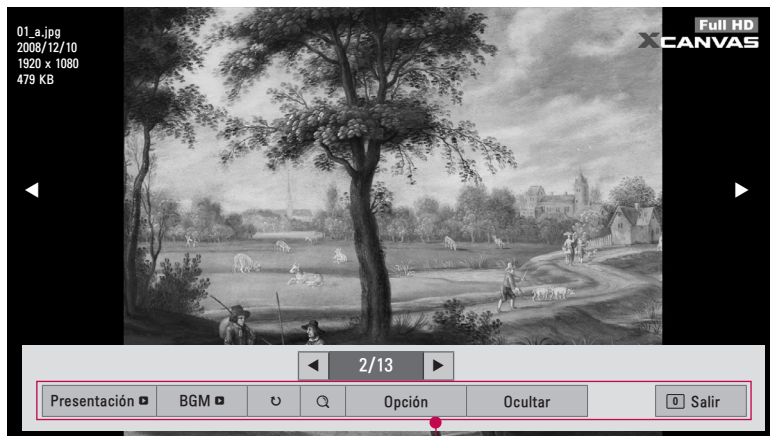 01_a.jpg
2008/12/10
1920 x 1080
479 KB
Full HD
XCANVAS
2/13
Presentación BGM Opción Ocultar 0 Salir